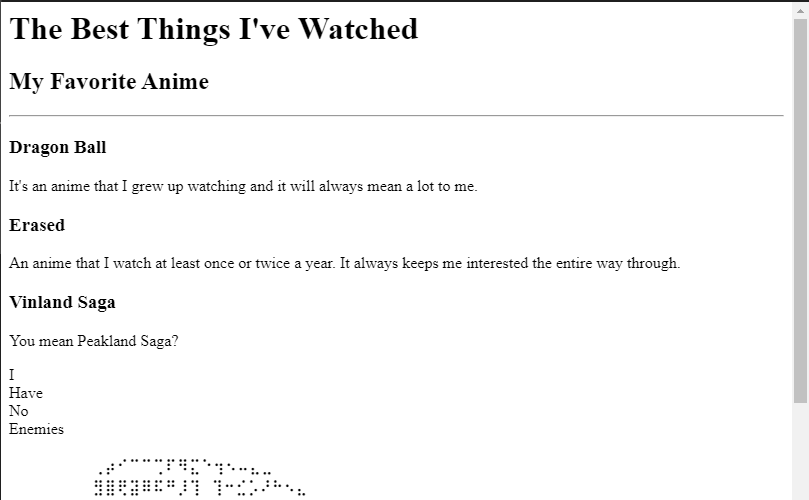 The Best Things I've Watched
My Favorite Anime
Dragon Ball
It's an anime that I grew up watching and it will always mean a lot to me.
Erased
An anime that I watch at least once or twice a year. It always keeps me interested the entire way through.
Vinland Saga
You mean Peakland Saga?
I
Have
No
Enemies